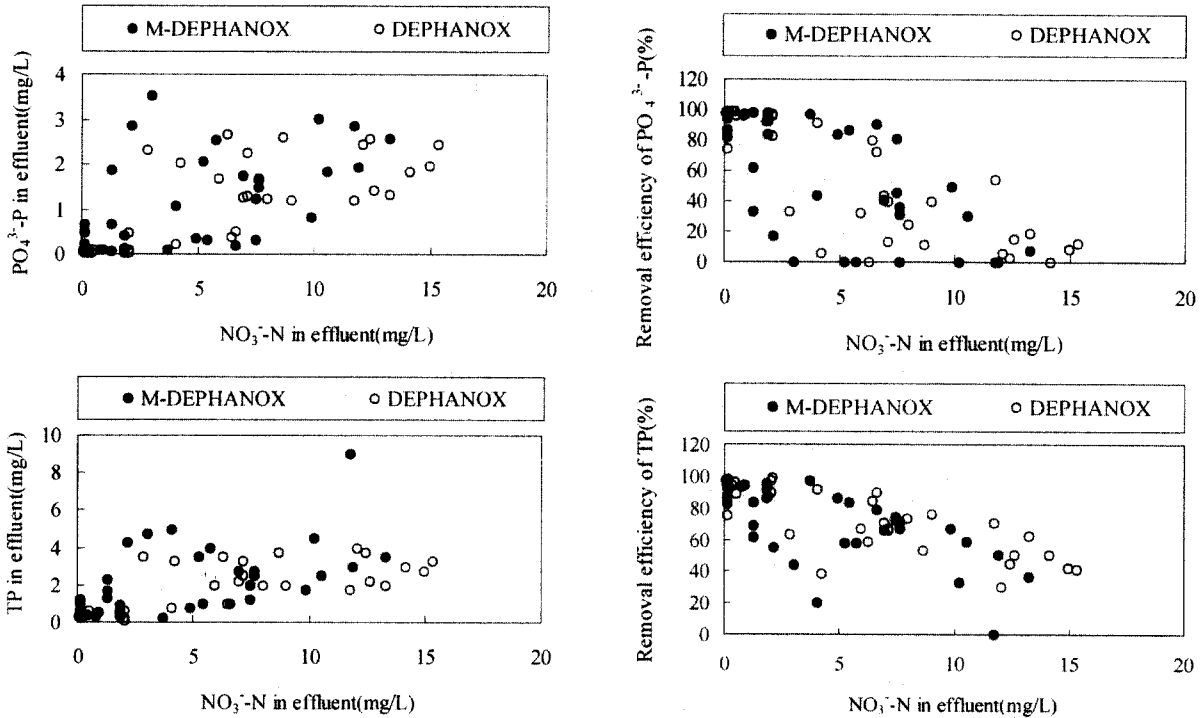 ● M-DEPHANOX ○ DEPHANOX
PO₄³⁻-P in effluent(mg/L)
4
3
2
1
0
0 5 10 15 20
NO₃⁻-N in effluent(mg/L)
● M-DEPHANOX ○ DEPHANOX
Removal efficiency of PO₄³⁻-P(%)
120
100
80
60
40
20
0
0 5 10 15 20
NO₃⁻-N in effluent(mg/L)
● M-DEPHANOX ○ DEPHANOX
TP in effluent(mg/L)
10
8
6
4
2
0
0 5 10 15 20
NO₃⁻-N in effluent(mg/L)
● M-DEPHANOX ○ DEPHANOX
Removal efficiency of TP(%)
120
100
80
60
40
20
0
0 5 10 15 20
NO₃⁻-N in effluent(mg/L)